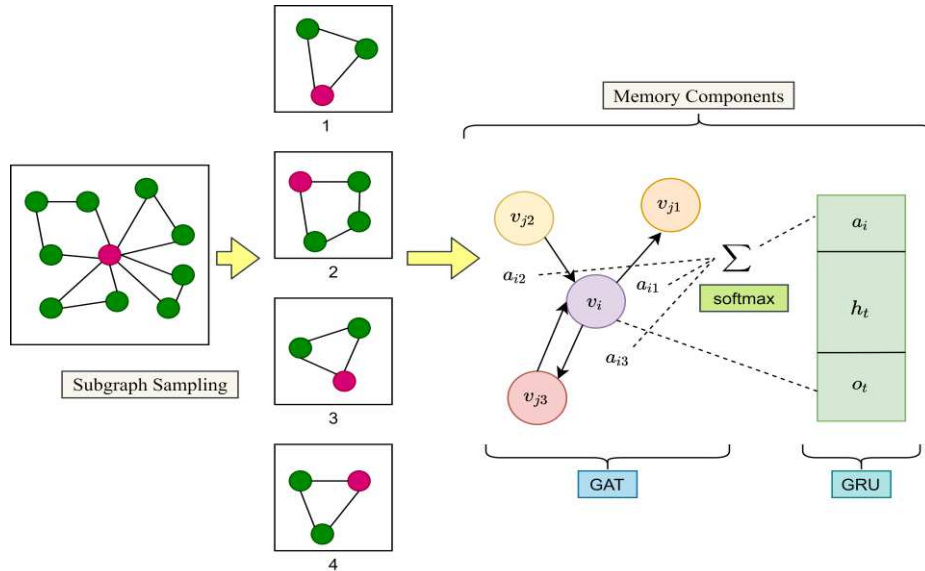 Subgraph Sampling
1
2
3
4
Memory Components
v_{j2}
v_{j1}
a_{i2}
a_{i1}
v_i
a_{i3}
v_{j3}
∑
softmax
a_i
h_t
o_t
GAT
GRU